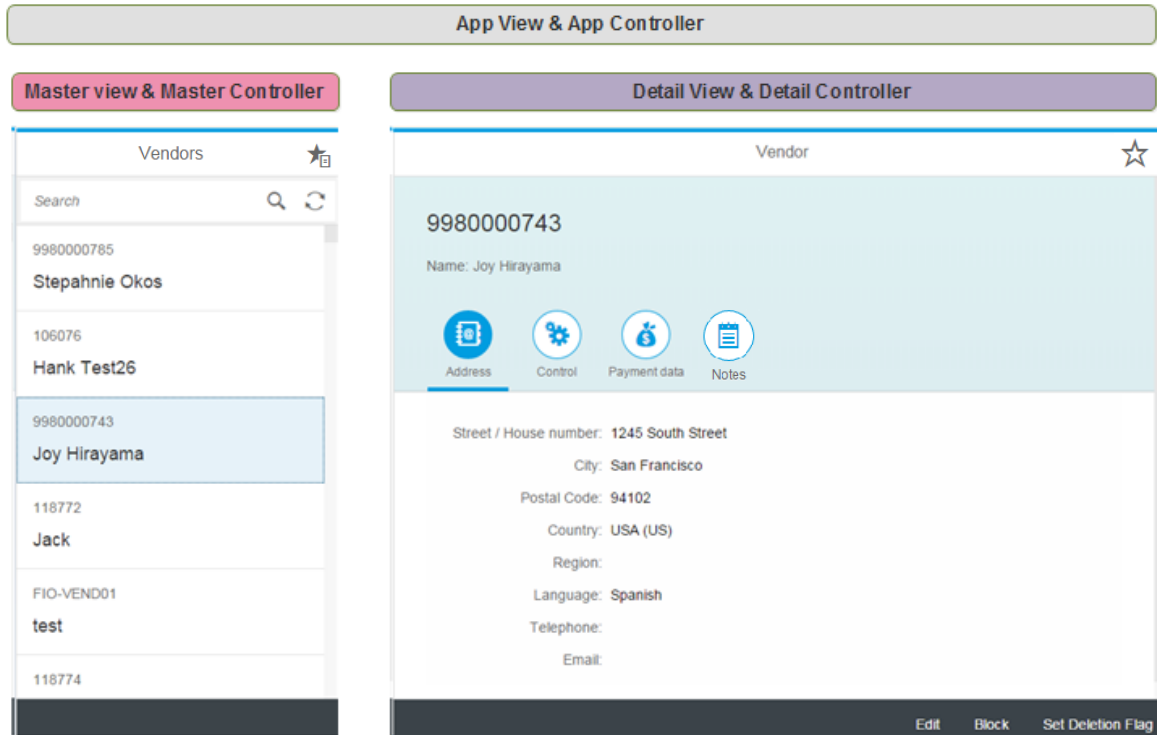 App View & App Controller
Master view & Master Controller
Detail View & Detail Controller
Vendors
Search
9980000785
Stepahnie Okos
106076
Hank Test26
9980000743
Joy Hirayama
118772
Jack
FIO-VEND01
test
118774
Vendor
9980000743
Name: Joy Hirayama
Address
Control
Payment data
Notes
Street / House number: 1245 South Street
City: San Francisco
Postal Code: 94102
Country: USA (US)
Region:
Language: Spanish
Telephone:
Email:
Edit Block Set Deletion Flag